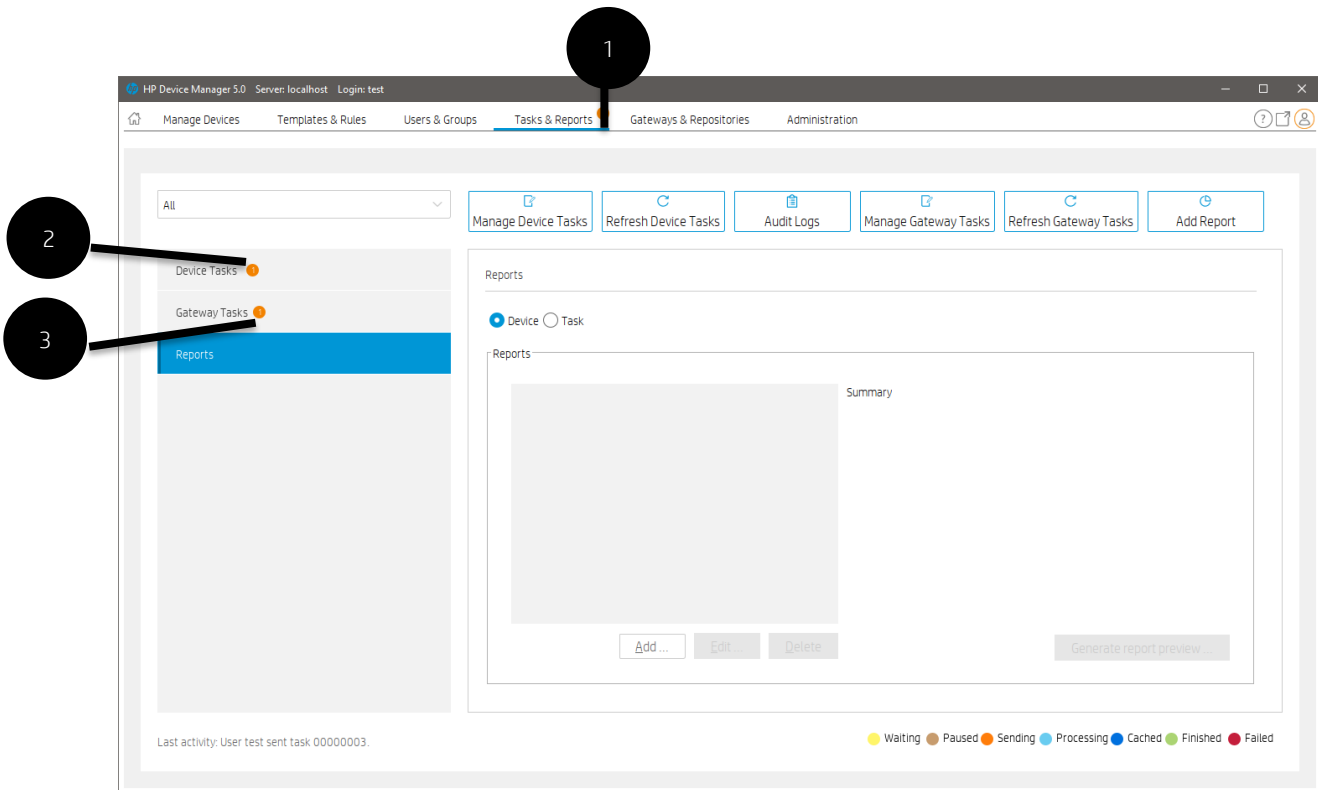 1
HP Device Manager 5.0 Server: localhost Login: test
Manage Devices Templates & Rules Users & Groups Tasks & Reports Gateways & Repositories Administration ?
All
Manage Device Tasks Refresh Device Tasks Audit Logs Manage Gateway Tasks Refresh Gateway Tasks Add Report
2
Device Tasks 1
Reports
Gateway Tasks 1
Device Task
3
Reports
Reports
Summary
Add ... Edit ... Delete Generate report preview ...
Last activity: User test sent task 00000003.
Waiting Paused Sending Processing Cached Finished Failed